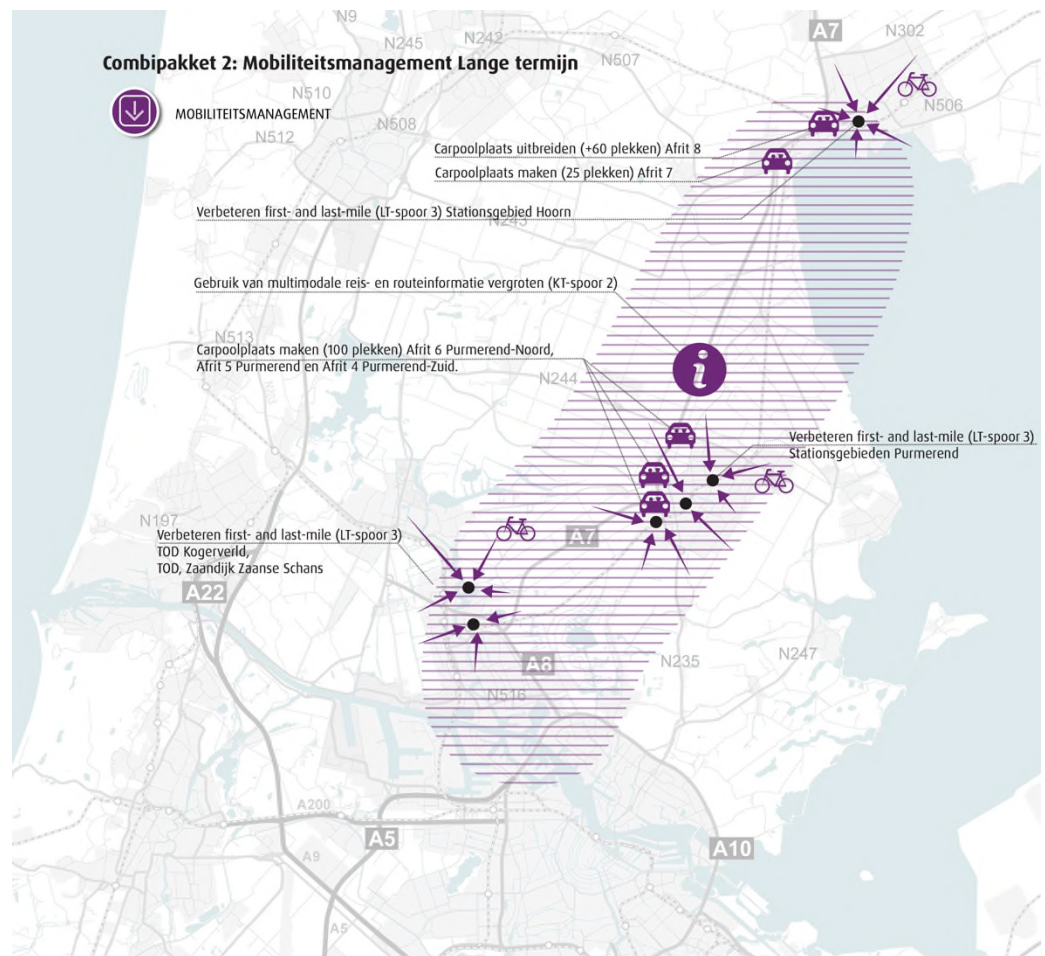 N9
A7
N302
N242
N245
N507
Combipakket 2: Mobiliteitsmanagement Lange termijn
N510
N506
MOBILITEITSMANAGEMENT
N508
N512
Carpoolplaats uitbreiden (+60 plekken) Afrit 8
Carpoolplaats maken (25 plekken) Afrit 7
Verbeteren first- and last-mile (LT-spoor 3) Stationsgebied Hoorn
N243
Gebruik van multimodale reis- en routeinformatie vergroten (KT-spoor 2)
i
N513
Carpoolplaats maken (100 plekken) Afrit 6 Purmerend-Noord,
Afrit 5 Purmerend en Afrit 4 Purmerend-Zuid.
N244
Verbeteren first- and last-mile (LT-spoor 3)
Stationsgebieden Purmerend
N197
Verbeteren first- and last-mile (LT-spoor 3)
TOD Kogerverld,
TOD, Zaandijk Zaanse Schans
A7
A22
N247
N235
A8
N516
A200
A5
A10
A9
A5